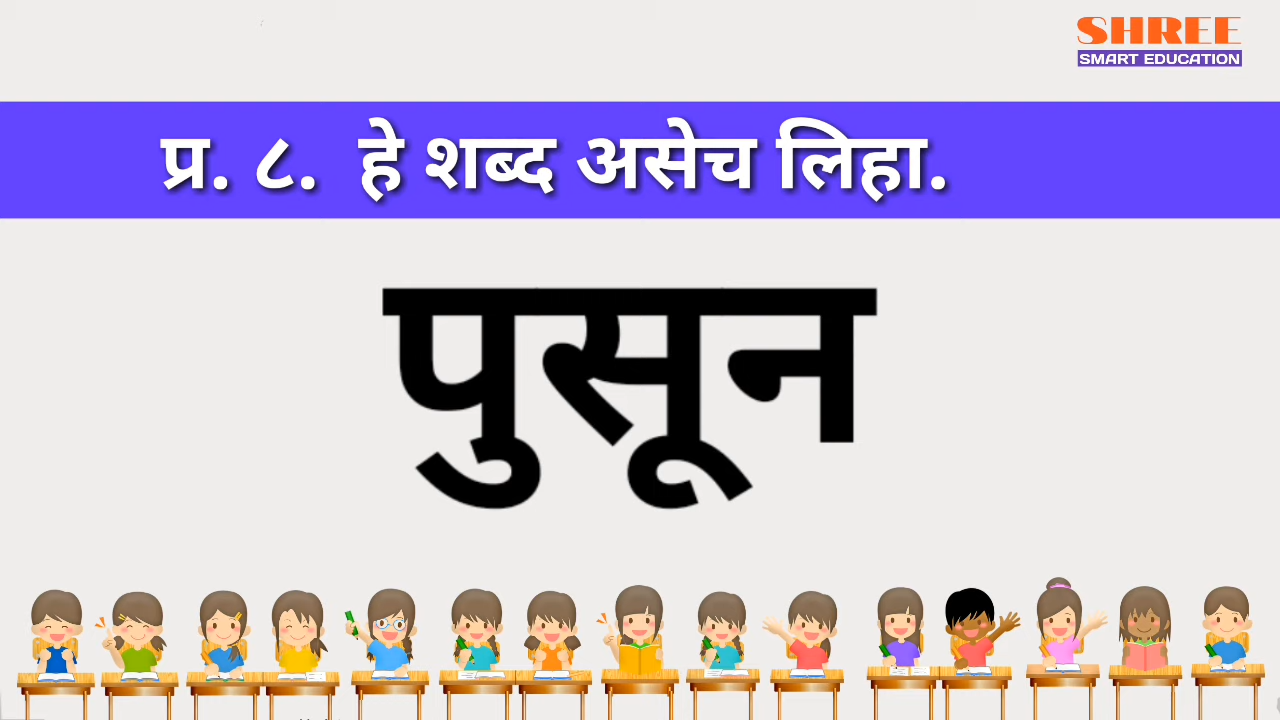 SHREE
SMART EDUCATION
प्र. ८. हे शब्द असेच लिहा.
पुसून